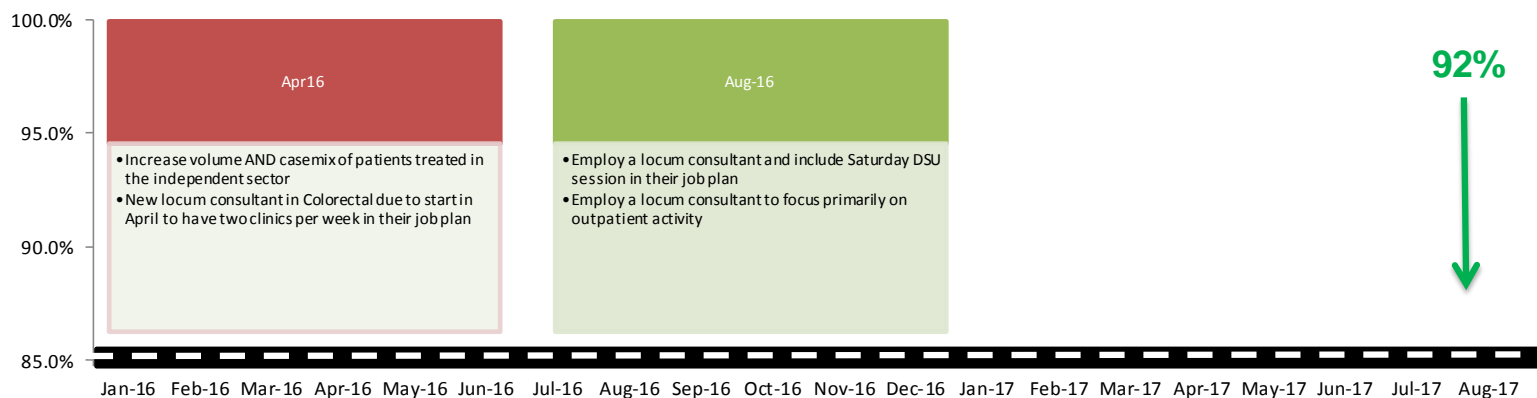 100.0%
95.0%
90.0%
85.0%
Apr16
• Increase volume AND casemix of patients treated in
the independent sector
• New locum consultant in Colorectal due to start in
April to have two clinics per week in their job plan
Aug-16
• Employ a locum consultant and include Saturday DSU
session in their job plan
• Employ a locum consultant to focus primarily on
outpatient activity
92%
Jan-16 Feb-16 Mar-16 Apr-16 May-16 Jun-16 Jul-16 Aug-16 Sep-16 Oct-16 Nov-16 Dec-16 Jan-17 Feb-17 Mar-17 Apr-17 May-17 Jun-17 Jul-17 Aug-17